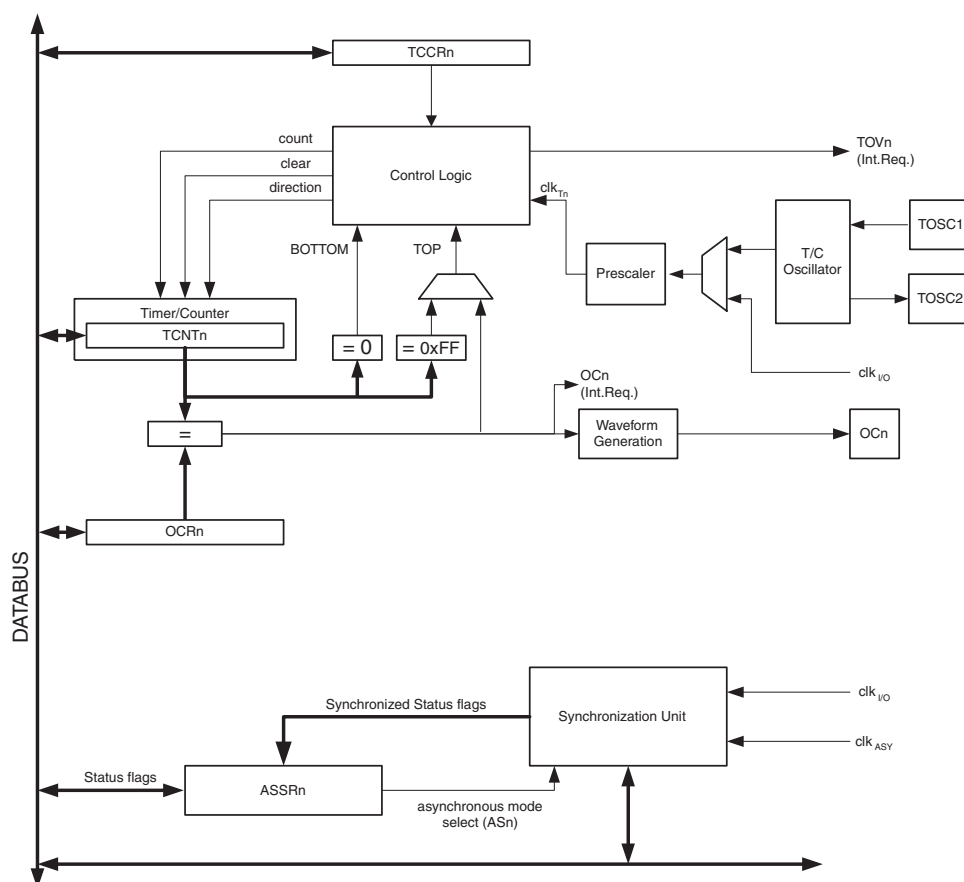 TCCRn
count
clear
direction
Control Logic
TOVn
(Int.Req.)
clkTn
BOTTOM
TOP
TOSC1
T/C
Oscillator
Prescaler
TOSC2
Timer/Counter
TCNTn
= 0
= 0xFF
clkI/O
OCn
(Int.Req.)
=
Waveform
Generation
OCn
OCRn
DATABUS
Synchronized Status flags
Synchronization Unit
clkI/O
clkASY
Status flags
ASSRn
asynchronous mode
select (ASn)